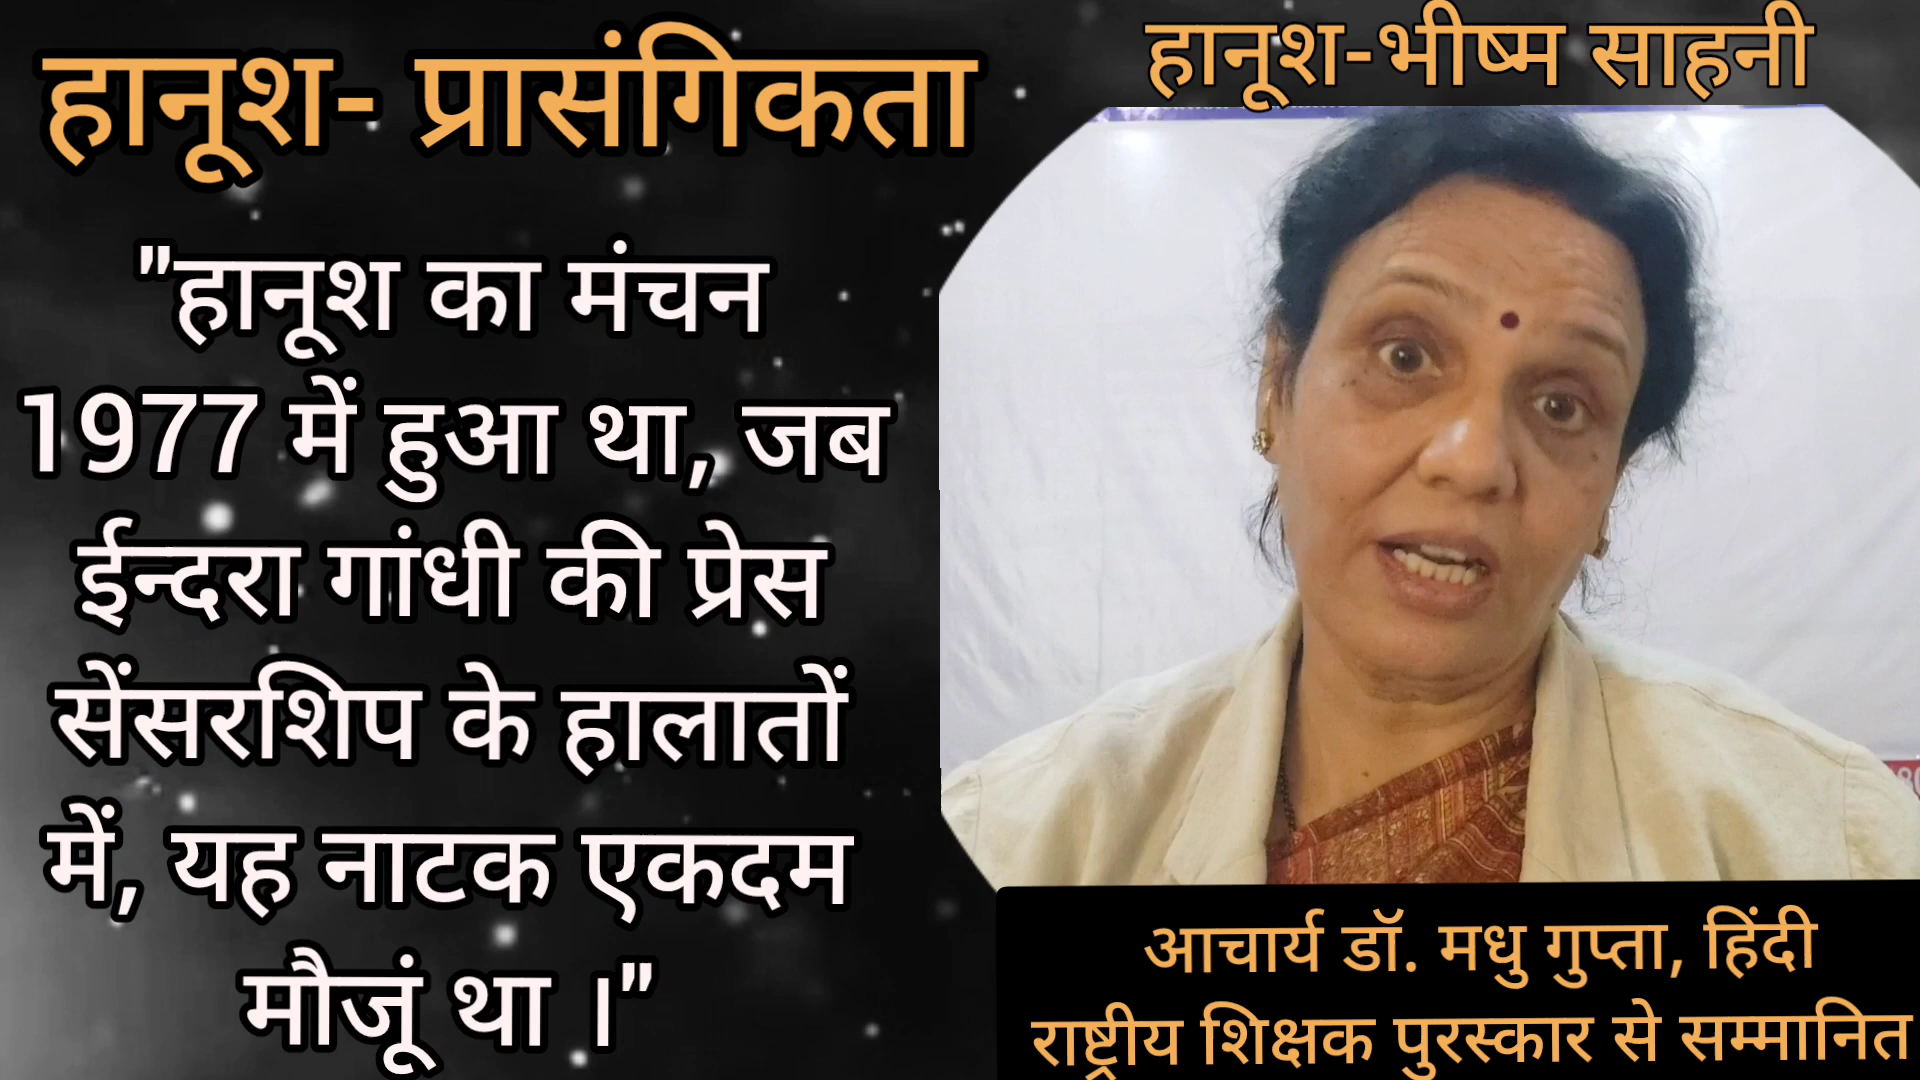 हानूश- प्रासंगिकता
"हानूश का मंचन
1977 में हुआ था, जब
ईन्दरा गांधी की प्रेस
सेंसरशिप के हालातों
में, यह नाटक एकदम
मौजूं था ।"
हानूश-भीष्म साहनी
आचार्य डॉ. मधु गुप्ता, हिंदी
राष्ट्रीय शिक्षक पुरस्कार से सम्मानित